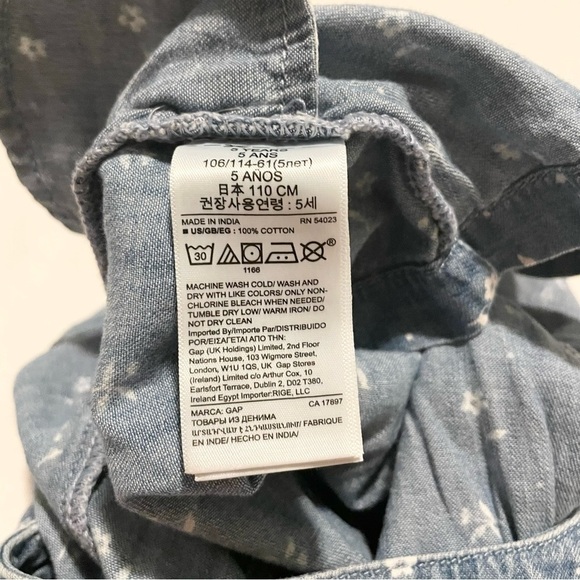 5 YEARS
5 ANS
106/114-61(5лет)
5 AÑOS
日本 110 CM
권장사용연령 : 5세
MADE IN INDIA RN 54023
■ US/GB/EG : 100% COTTON
30
1166
MACHINE WASH COLD/ WASH AND
DRY WITH LIKE COLORS/ ONLY NON-
CHLORINE BLEACH WHEN NEEDED/
TUMBLE DRY LOW/ WARM IRON/ DO
NOT DRY CLEAN
Imported By/Importe Par/DISTRIBUIDO
POR/ΕΙΣΑΓΕΤΑΙ ΑΠΟ ΤΗΝ:
Gap (UK Holdings) Limited, 2nd Floor
Nations House, 103 Wigmore Street,
London, W1U 1QS, UK Gap Stores
(Ireland) Limited c/o Arthur Cox, 10
Earlsfort Terrace, Dublin 2, D02 T380,
Ireland Egypt Importer:RIGE, LLC
MARCA: GAP CA 17897
ТОВАРЫ ИЗ ДЕНИМА
ԱՐՏԱԴՐՎԱԾ Է ՀՆԴԿԱՍՏԱՆՈՒՄ/ FABRIQUE
EN INDE/ HECHO EN INDIA/